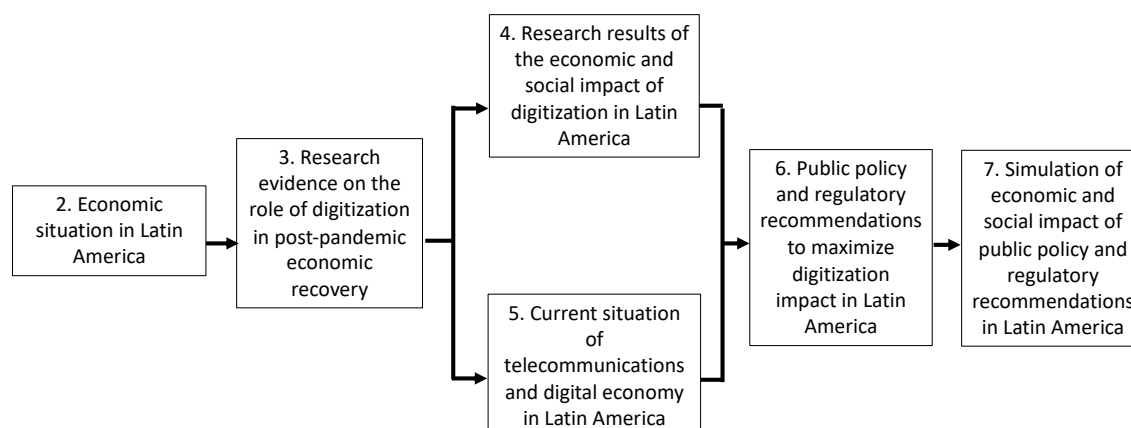 2. Economic
situation in Latin
America
3. Research
evidence on the
role of digitization
in post-pandemic
economic
recovery
4. Research results of
the economic and
social impact of
digitization in Latin
America
5. Current situation
of
telecommunications
and digital economy
in Latin America
6. Public policy
and regulatory
recommendations
to maximize
digitization
impact in Latin
America
7. Simulation of
economic and
social impact of
public policy and
regulatory
recommendations
in Latin America